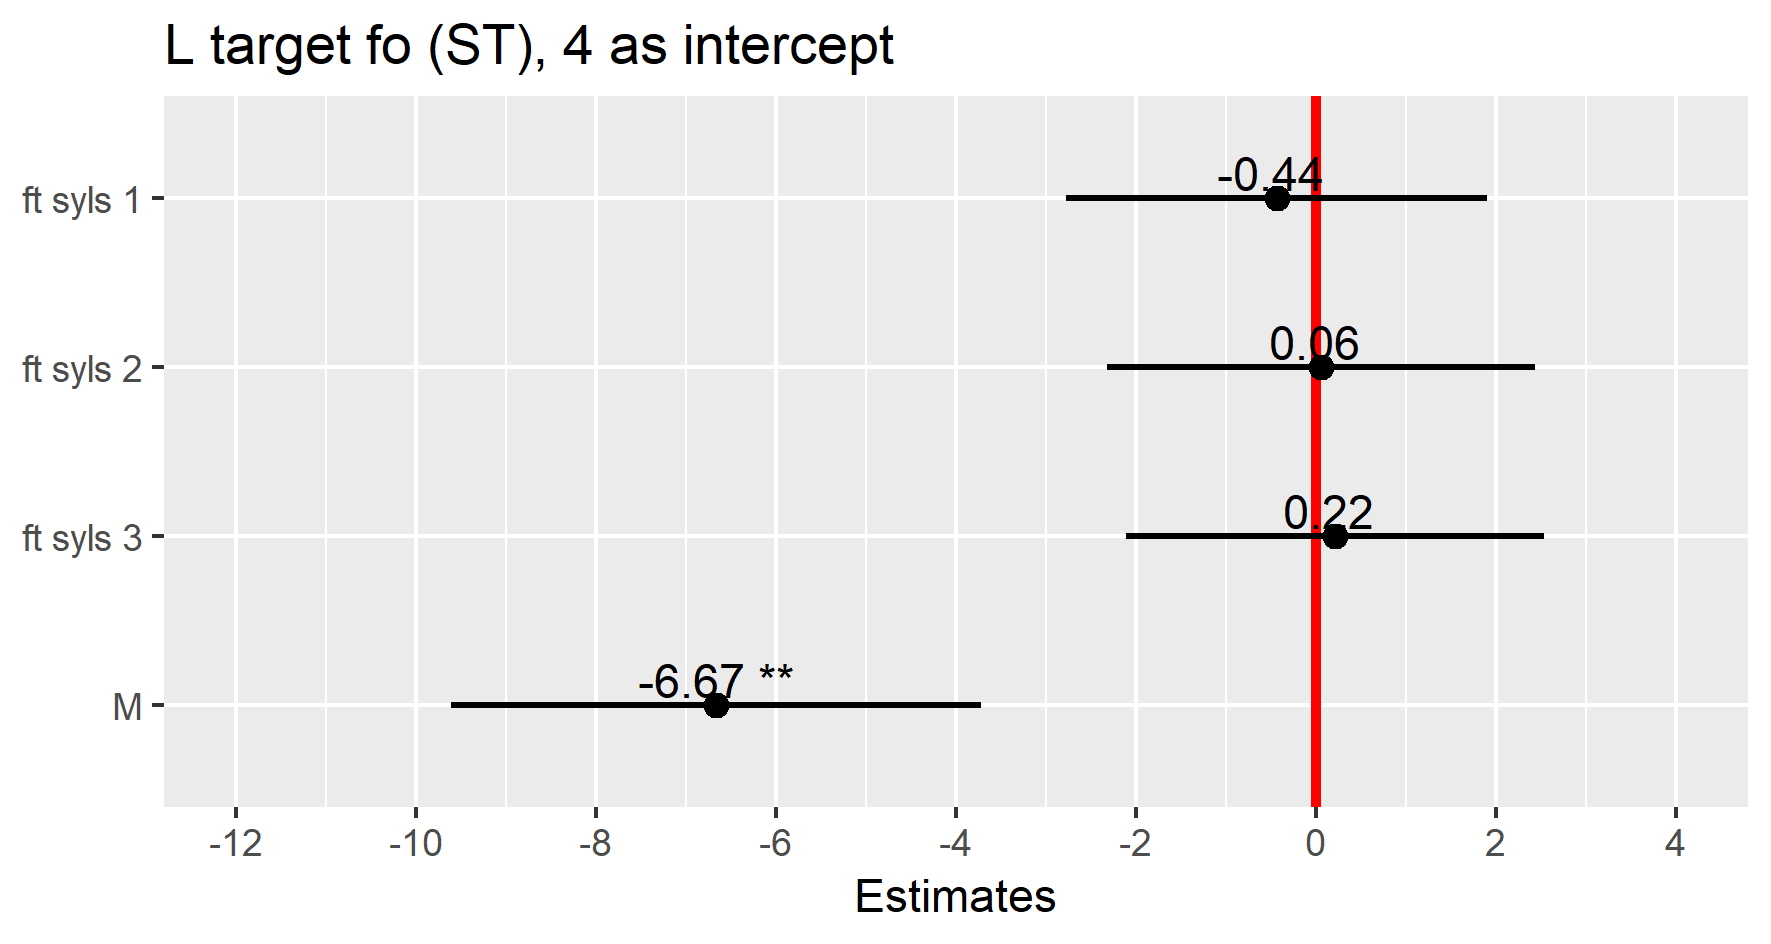 L target fo (ST), 4 as intercept
ft syls 1
-0.44
ft syls 2
0.06
ft syls 3
0.22
M
-6.67 **
-12 -10 -8 -6 -4 -2 0 2 4
Estimates